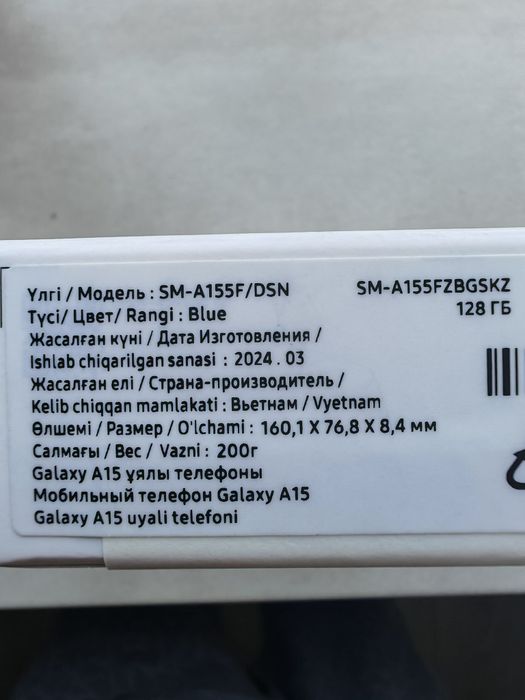 Үлгі / Модель : SM-A155F/DSN
SM-A155FZBGSKZ
Түсі/ Цвет/ Rangi : Blue
128 ГБ
Жасалған күні / Дата Изготовления /
Ishlab chiqarilgan sanasi : 2024 . 03
Жасалған елі / Страна-производитель /
Kelib chiqqan mamlakati : Вьетнам / Vyetnam
Өлшемі / Размер / O'lchami : 160,1 X 76,8 X 8,4 мм
Салмағы / Вес / Vazni : 200г
Galaxy A15 ұялы телефоны
Мобильный телефон Galaxy A15
Galaxy A15 uyali telefoni